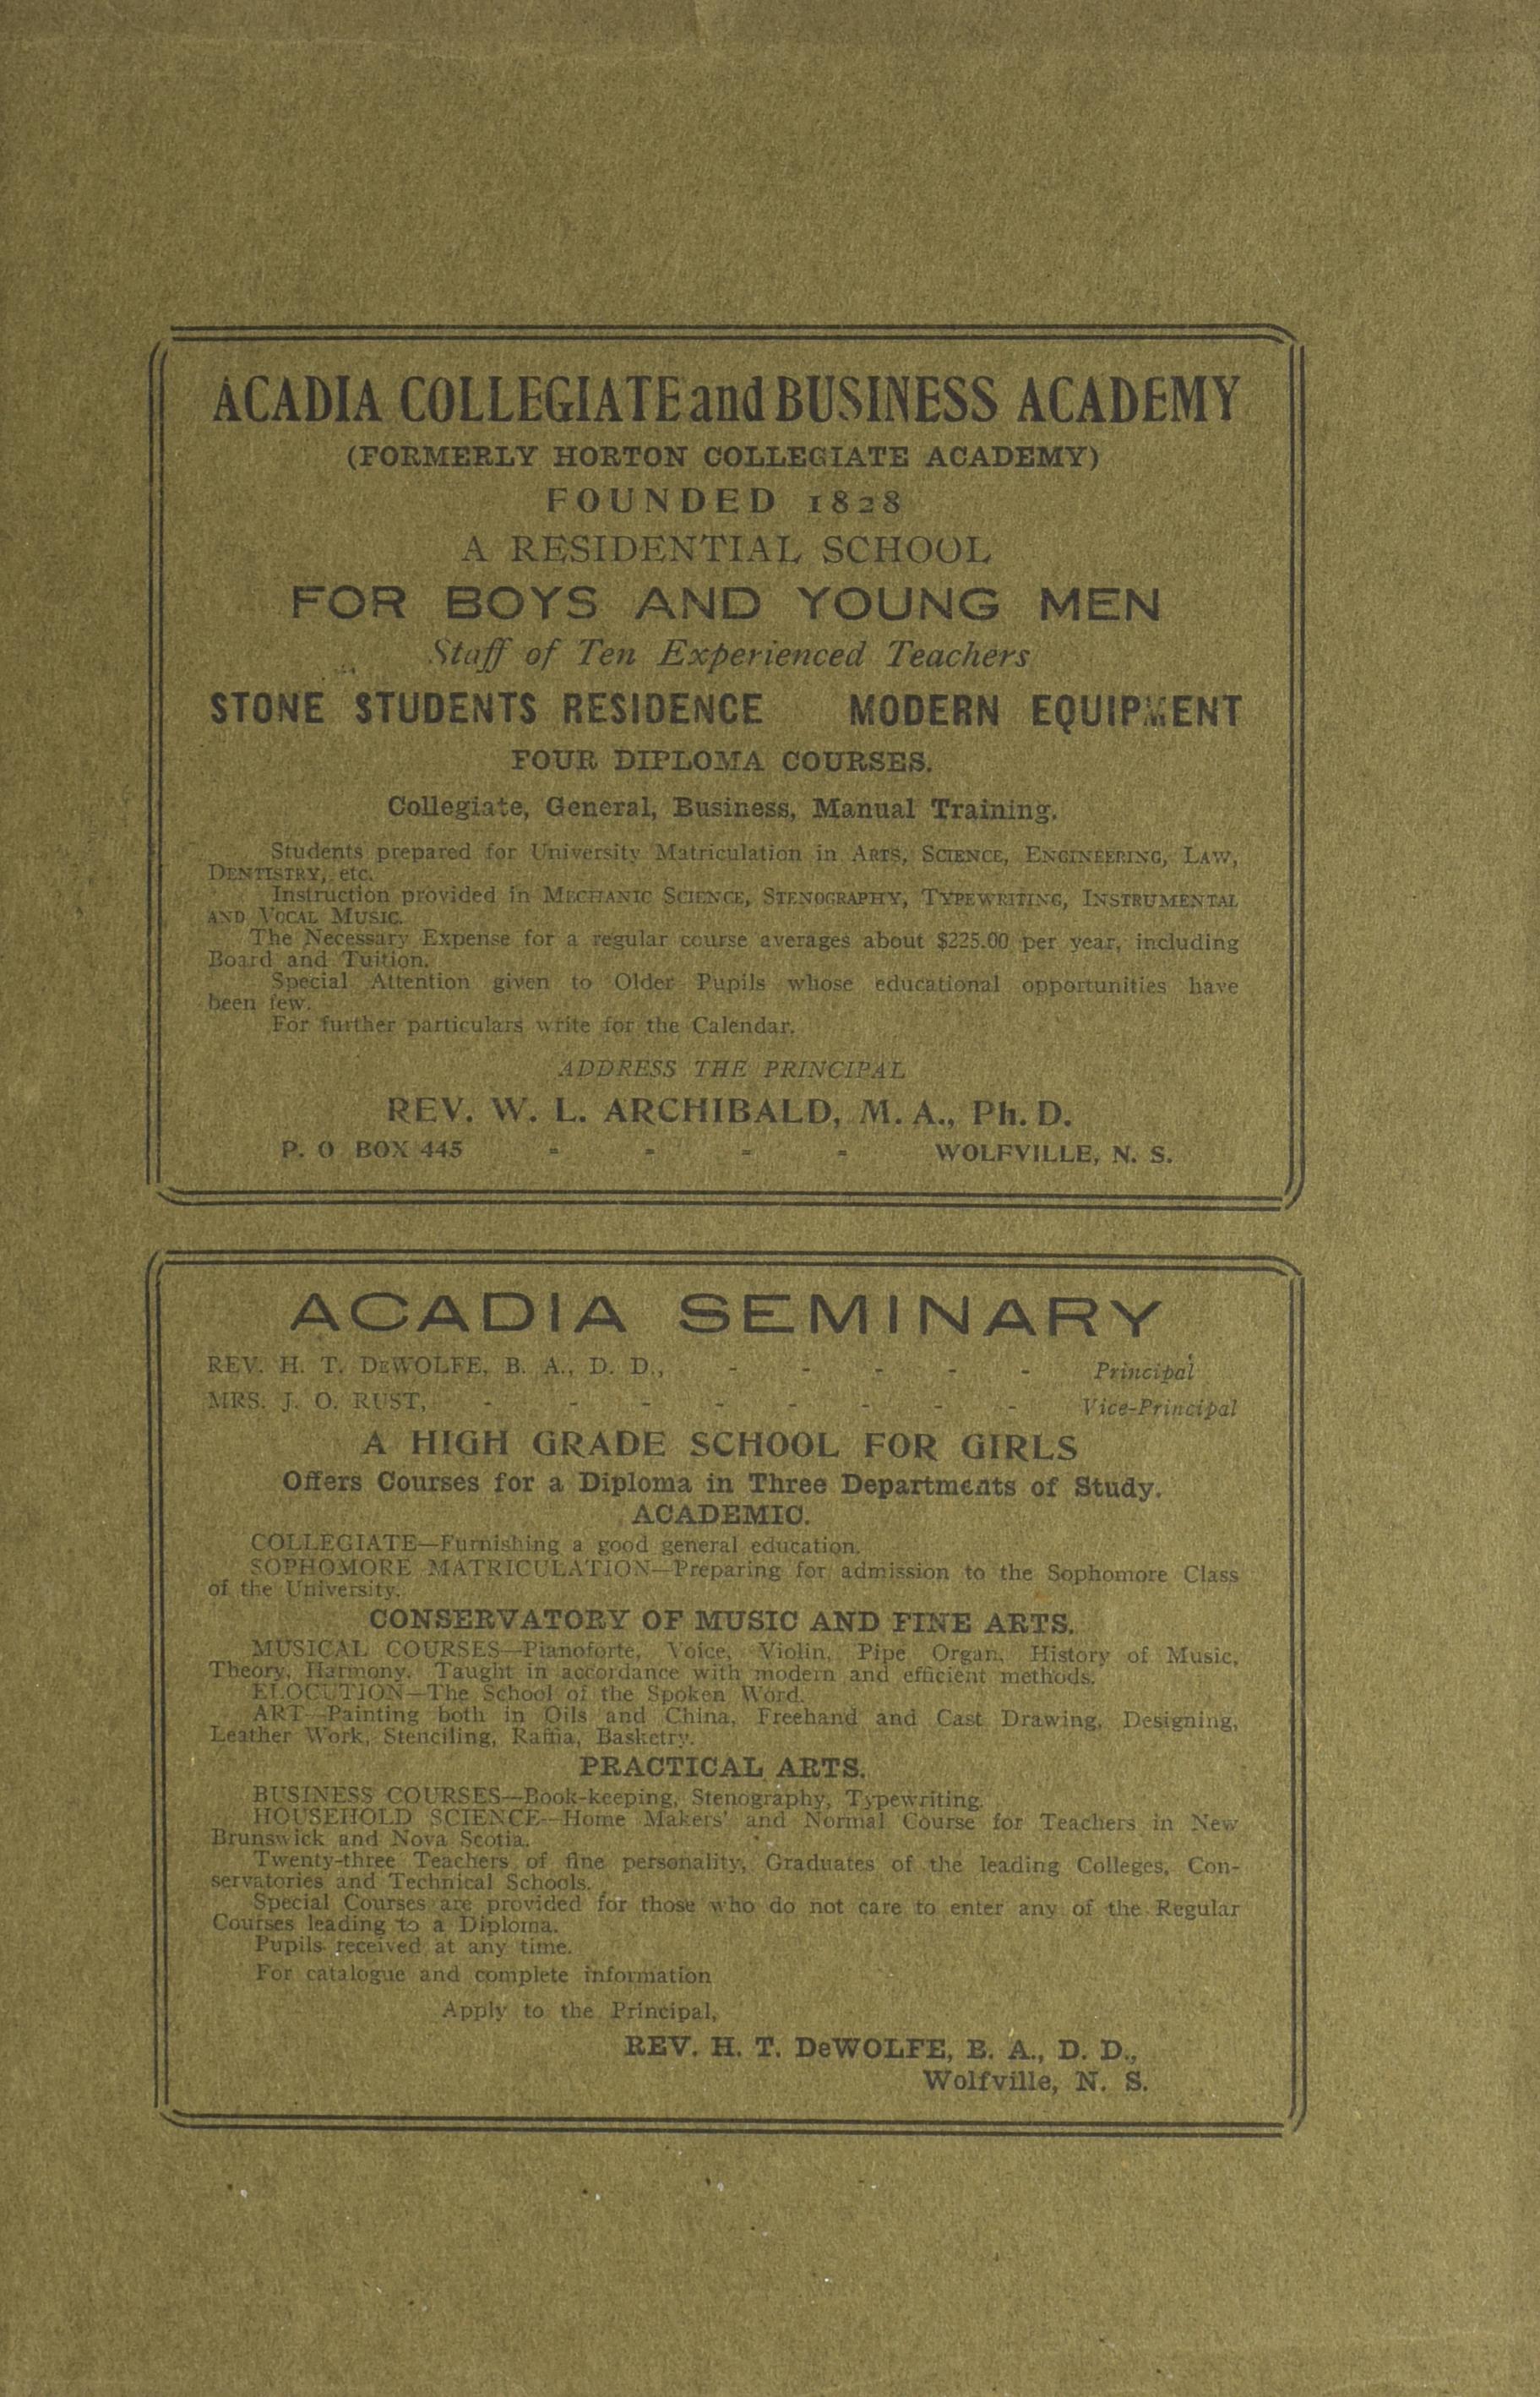 ACADIA COLLEGIATE and BUSINESS ACADEMY
(FORMERLY HORTON COLLEGIATE ACADEMY)
FOUNDED 1828
A RESIDENTIAL SCHOOL
FOR BOYS AND YOUNG MEN
Staff of Ten Experienced Teachers
STONE STUDENTS RESIDENCE MODERN EQUIPMENT
FOUR DIPLOMA COURSES.
Collegiate, General, Business, Manual Training.
Students prepared for University Matriculation in ARTS, SCIENCE, ENGINEERING, LAW,
DENTISTRY, etc.
Instruction provided in MECHANIC SCIENCE, STENOGRAPHY, TYPEWRITING, INSTRUMENTAL
AND VOCAL MUSIC.
The Necessary Expense for a regular course averages about $225.00 per year, including
Board and Tuition.
Special Attention given to Older Pupils whose educational opportunities have
been few.
For further particulars write for the Calendar.
ADDRESS THE PRINCIPAL
REV. W. L. ARCHIBALD, M. A., Ph. D.
P. O BOX 445 - - - - WOLFVILLE, N. S.
ACADIA SEMINARY
REV. H. T. DEWOLFE, B. A., D. D., - - - - - Principal
MRS. J. O. RUST, - - - - - - - - Vice-Principal
A HIGH GRADE SCHOOL FOR GIRLS
Offers Courses for a Diploma in Three Departments of Study.
ACADEMIC.
COLLEGIATE—Furnishing a good general education.
SOPHOMORE MATRICULATION—Preparing for admission to the Sophomore Class
of the University.
CONSERVATORY OF MUSIC AND FINE ARTS.
MUSICAL COURSES—Pianoforte, Voice, Violin, Pipe Organ, History of Music,
Theory, Harmony. Taught in accordance with modern and efficient methods.
ELOCUTION—The School of the Spoken Word.
ART—Painting both in Oils and China, Freehand and Cast Drawing, Designing,
Leather Work, Stenciling, Raffia, Basketry.
PRACTICAL ARTS.
BUSINESS COURSES—Book-keeping, Stenography, Typewriting.
HOUSEHOLD SCIENCE—Home Makers' and Normal Course for Teachers in New
Brunswick and Nova Scotia.
Twenty-three Teachers of fine personality, Graduates of the leading Colleges, Con-
servatories and Technical Schools.
Special Courses are provided for those who do not care to enter any of the Regular
Courses leading to a Diploma.
Pupils received at any time.
For catalogue and complete information
Apply to the Principal,
REV. H. T. DeWOLFE, B. A., D. D.,
Wolfville, N. S.